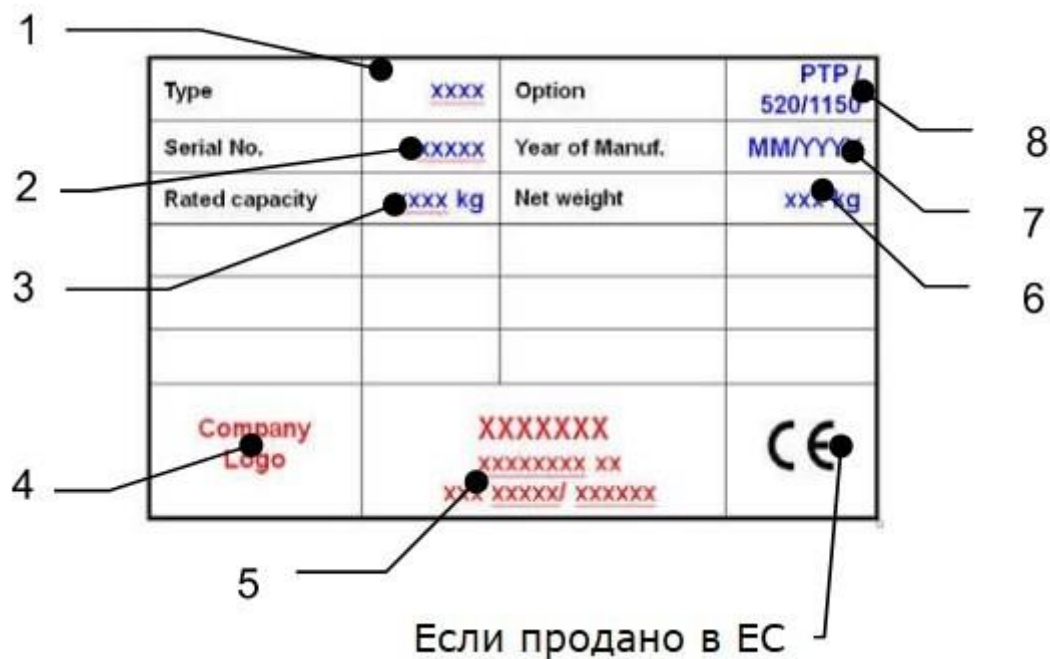 1
Type xxxx Option PTP /
520/1150
8
Serial No. xxxxx Year of Manuf. MM/YYYY
2
Rated capacity xxxx kg Net weight xxx kg
7
3
6
Company
Logo
XXXXXXX
xxxxxxxx xx
xxx xxxxx/ xxxxxx
CE
4
5
Если продано в ЕС